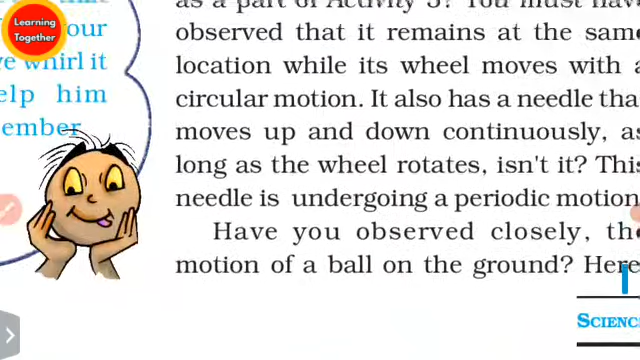 Learning
Together
your
whirl it
elp him
ember
as a part of Activity 5? You must have
observed that it remains at the same
location while its wheel moves with a
circular motion. It also has a needle tha
moves up and down continuously, as
long as the wheel rotates, isn't it? This
needle is undergoing a periodic motion
Have you observed closely, the
motion of a ball on the ground? Here
SCIENC